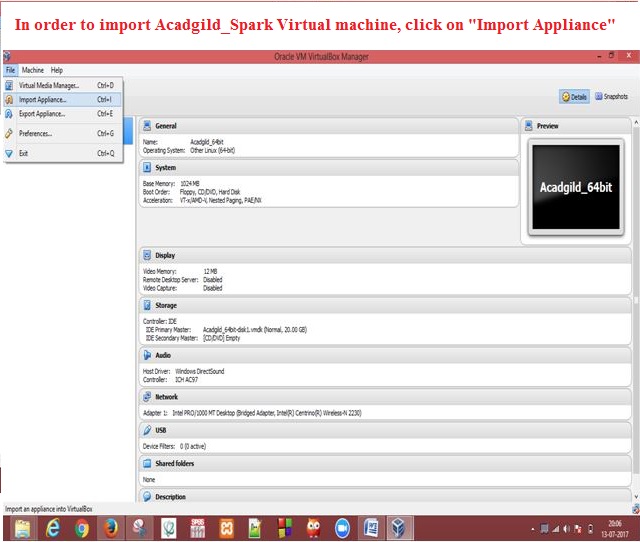 In order to import Acadgild_Spark Virtual machine, click on "Import Appliance"
Oracle VM VirtualBox Manager
File Machine Help
Virtual Media Manager... Ctrl+D
Import Appliance... Ctrl+I
Export Appliance... Ctrl+E
Preferences... Ctrl+G
Exit Ctrl+Q
Details Snapshots
General
Name: Acadgild_64bit
Operating System: Other Linux (64-bit)
Preview
Acadgild_64bit
System
Base Memory: 1024 MB
Boot Order: Floppy, CD/DVD, Hard Disk
Acceleration: VT-x/AMD-V, Nested Paging, PAE/NX
Display
Video Memory: 12 MB
Remote Desktop Server: Disabled
Video Capture: Disabled
Storage
Controller: IDE
IDE Primary Master: Acadgild_64bit-disk1.vmdk (Normal, 20.00 GB)
IDE Secondary Master: [CD/DVD] Empty
Audio
Host Driver: Windows DirectSound
Controller: ICH AC97
Network
Adapter 1: Intel PRO/1000 MT Desktop (Bridged Adapter, Intel(R) Centrino(R) Wireless-N 2230)
USB
Device Filters: 0 (0 active)
Shared folders
None
Description
Import an appliance into VirtualBox
SPSS
20:06
13-07-2017